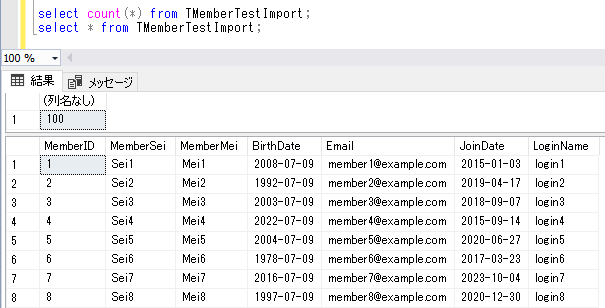 select count(*) from TMemberTestImport;
select * from TMemberTestImport;
100 %
結果 メッセージ
(列名なし)
1 100
MemberID MemberSei MemberMei BirthDate Email JoinDate LoginName
1 1 Sei1 Mei1 2008-07-09 member1@example.com 2015-01-03 login1
2 2 Sei2 Mei2 1992-07-09 member2@example.com 2019-04-17 login2
3 3 Sei3 Mei3 2003-07-09 member3@example.com 2018-09-07 login3
4 4 Sei4 Mei4 2022-07-09 member4@example.com 2015-09-14 login4
5 5 Sei5 Mei5 2004-07-09 member5@example.com 2020-06-27 login5
6 6 Sei6 Mei6 1978-07-09 member6@example.com 2017-03-23 login6
7 7 Sei7 Mei7 2016-07-09 member7@example.com 2023-10-04 login7
8 8 Sei8 Mei8 1997-07-09 member8@example.com 2020-12-30 login8